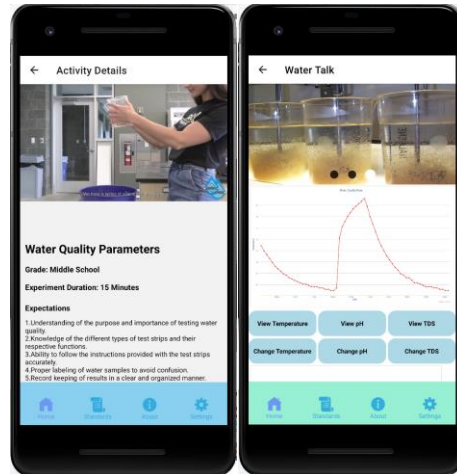 ← Activity Details
Water Quality Parameters
Grade: Middle School
Experiment Duration: 15 Minutes
Expectations
1.Understanding of the purpose and importance of testing water
quality.
2.Knowledge of the different types of test strips and their
respective functions.
3.Ability to follow the instructions provided with the test strips
accurately.
4.Proper labeling of water samples to avoid confusion.
5.Record keeping of results in a clear and organized manner.
Home Standards About Settings
← Water Talk
View Temperature View pH View TDS
Change Temperature Change pH Change TDS
Home Standards About Settings